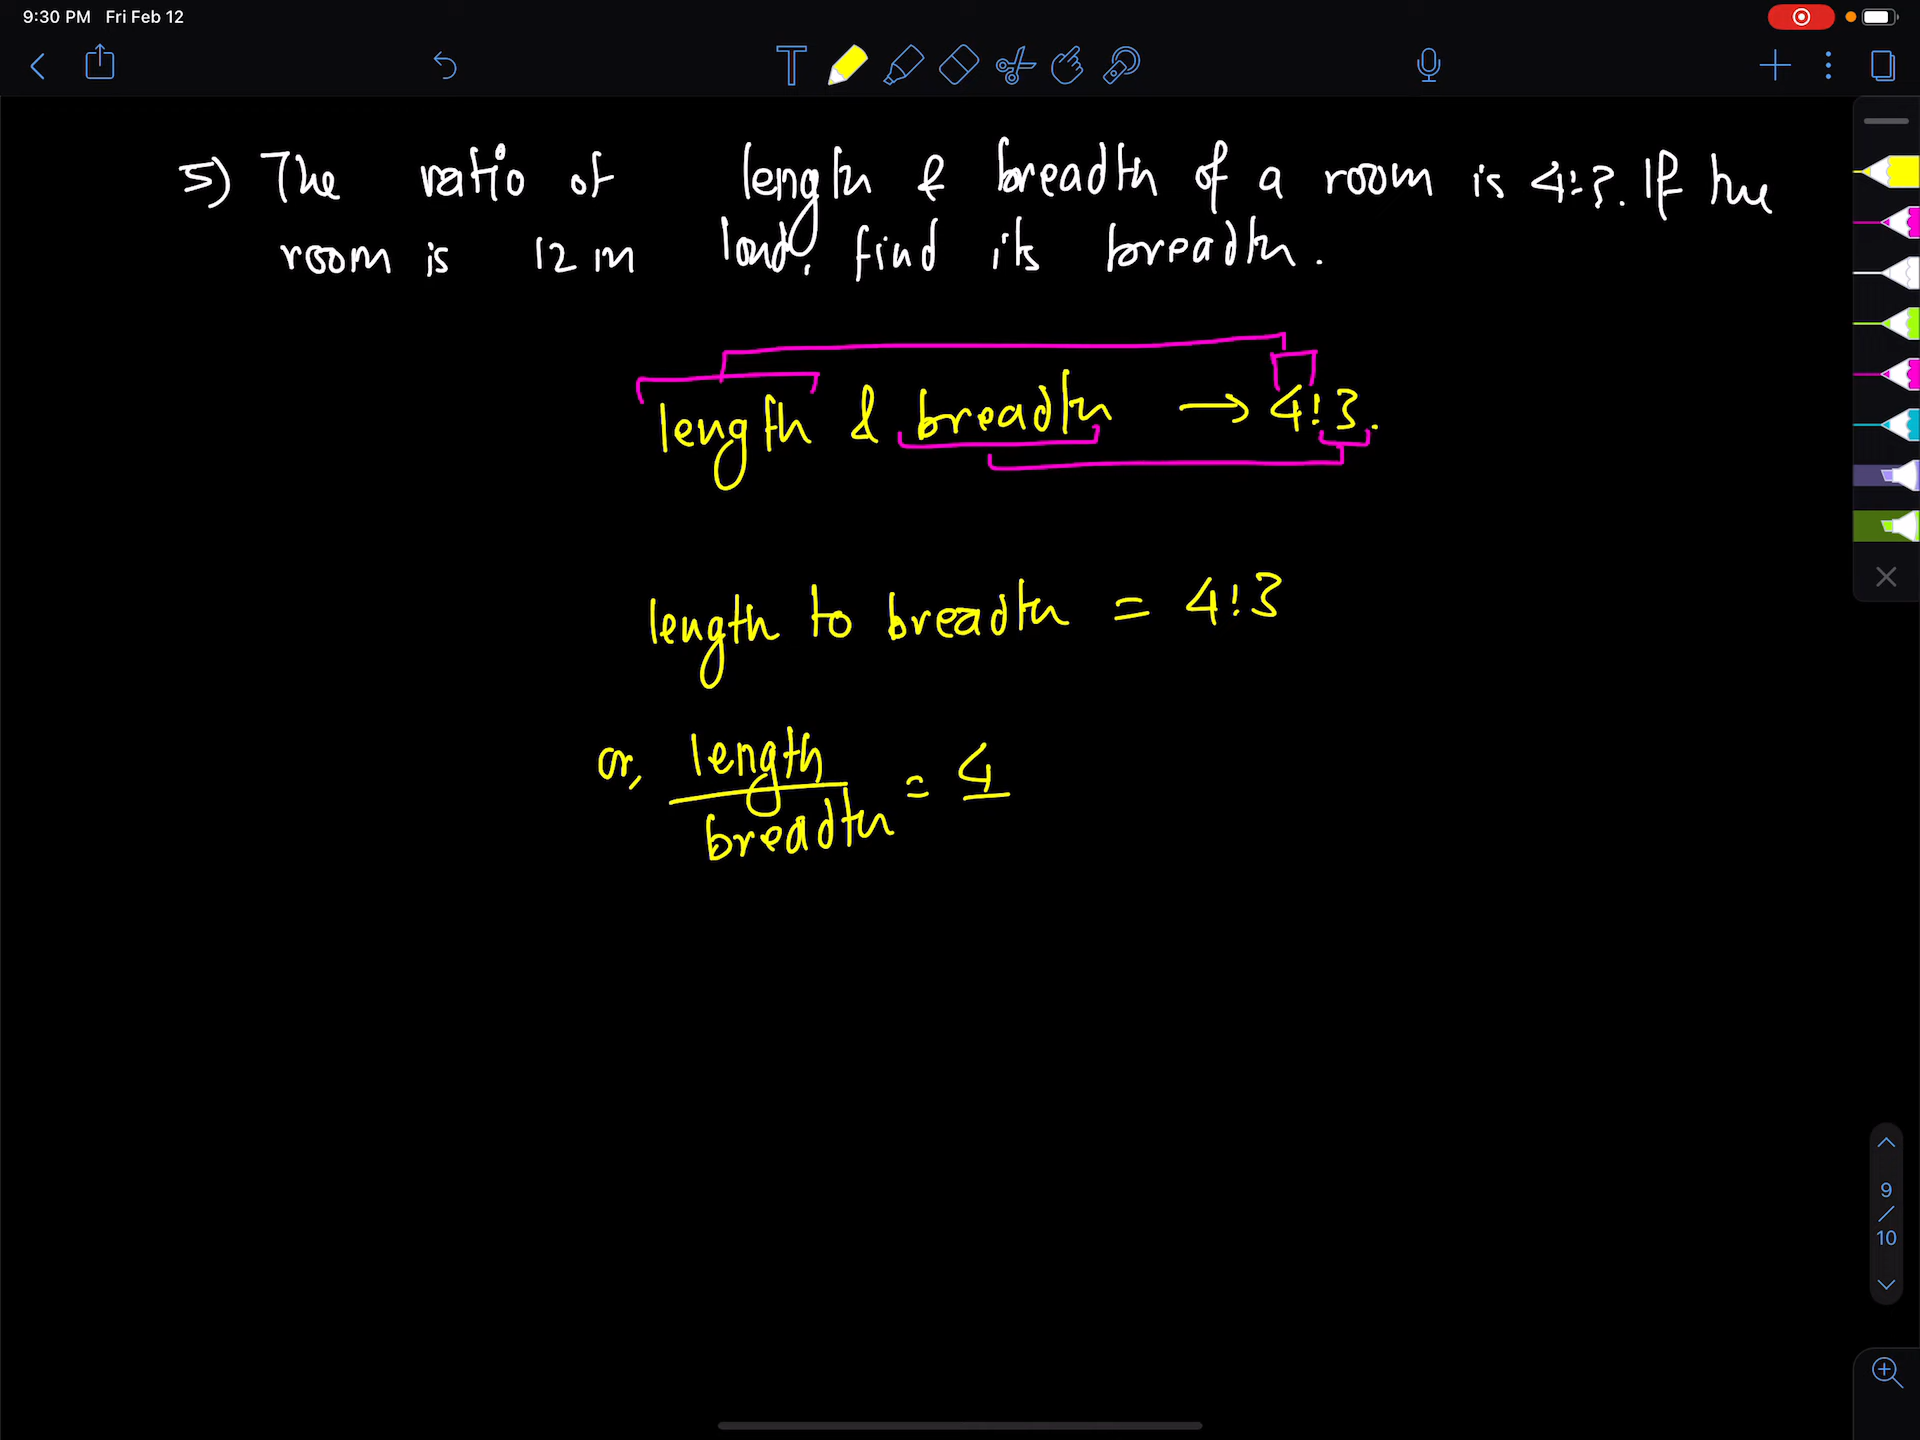 9:30 PM Fri Feb 12
5) The ratio of length & breadth of a room is 4:3. If the
room is 12 m long, find its breadth.
length & breadth → 4:3.
length to breadth = 4:3
or, length / breadth = 4
9
/
10